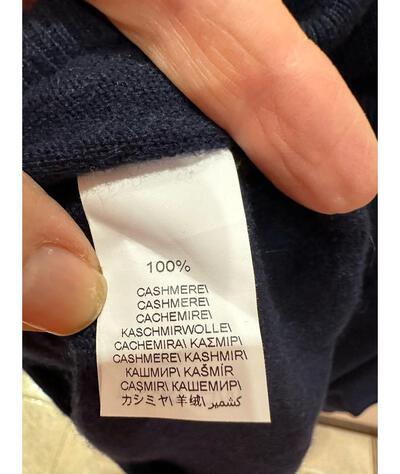 100%
CASHMERE\
CASHMERE\
CACHEMIRE\
KASCHMIRWOLLE\
CACHEMIRA\ ΚΑΣΜΙΡ\
CASHMERE\ KASHMIR\
КАШМИР\ KAŠMÍR
CAȘMIR\ КАШЕМИР\
カシミヤ\ 羊绒\ كشمير